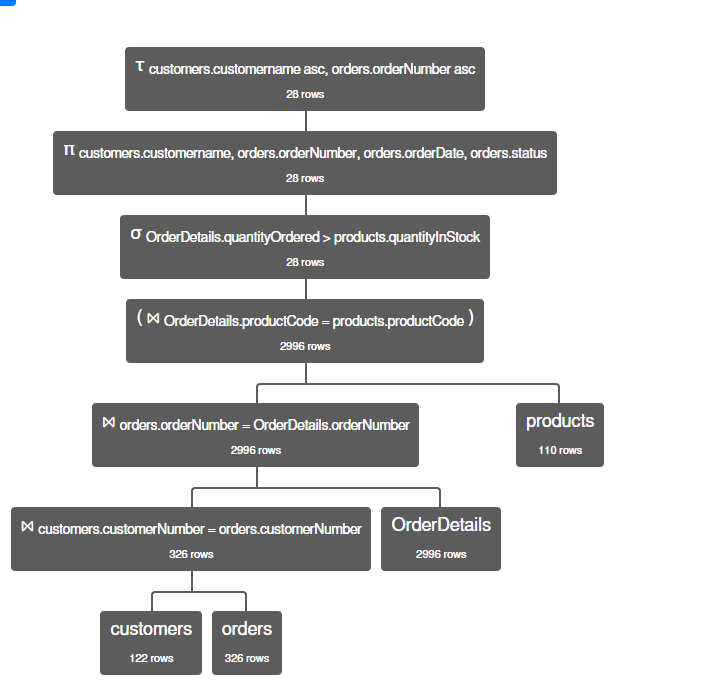 τ customers.customername asc, orders.orderNumber asc
28 rows
π customers.customername, orders.orderNumber, orders.orderDate, orders.status
28 rows
σ OrderDetails.quantityOrdered > products.quantityInStock
28 rows
( ⋈ OrderDetails.productCode = products.productCode )
2996 rows
⋈ orders.orderNumber = OrderDetails.orderNumber
2996 rows
products
110 rows
⋈ customers.customerNumber = orders.customerNumber
326 rows
OrderDetails
2996 rows
customers
122 rows
orders
326 rows